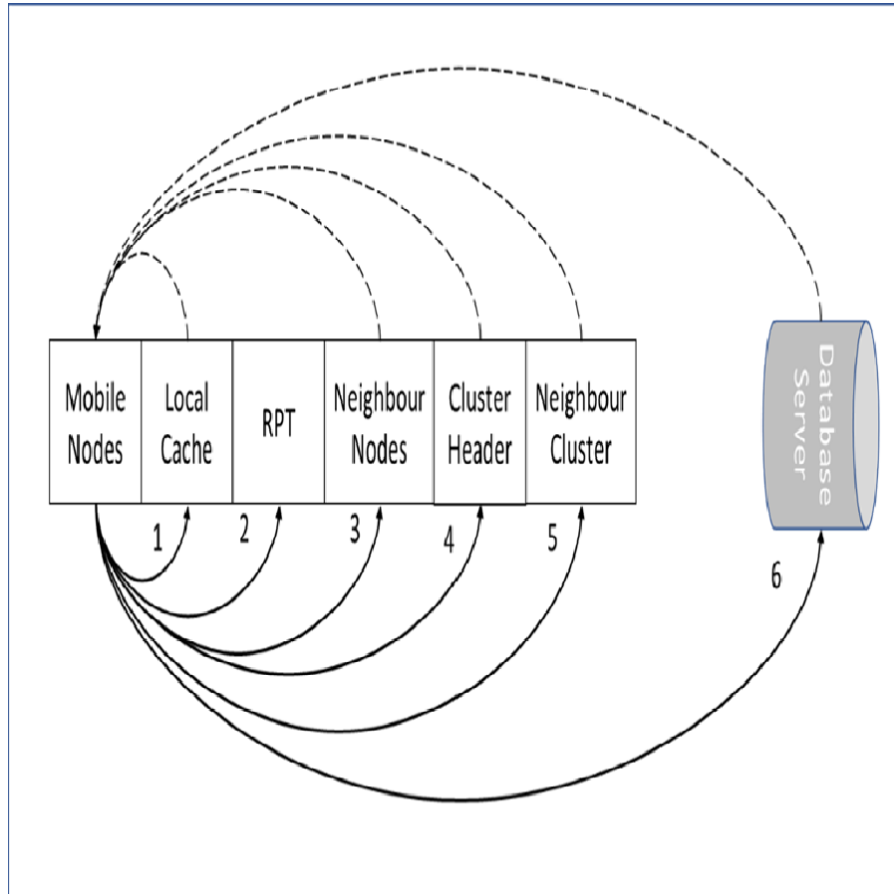 Mobile
Nodes
Local
Cache
RPT
Neighbour
Nodes
Cluster
Header
Neighbour
Cluster
Database
Server
1
2
3
4
5
6